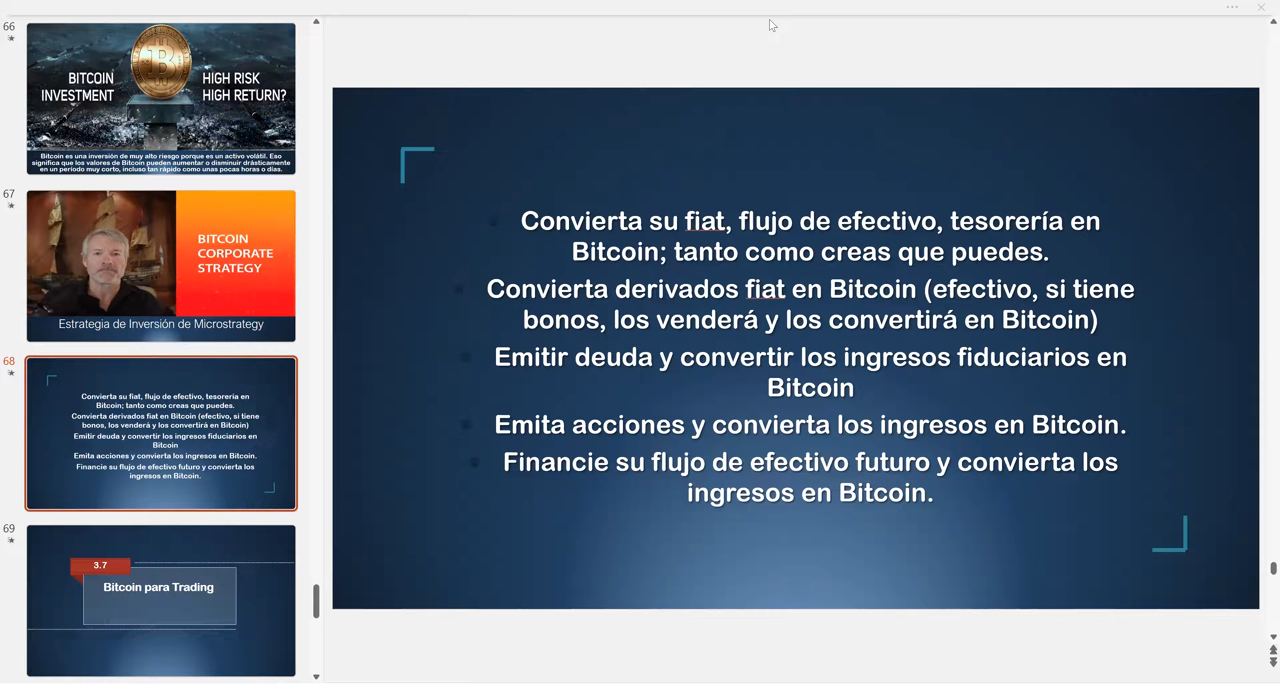 66
BITCOIN
INVESTMENT
HIGH RISK
HIGH RETURN?
Bitcoin es una inversión de muy alto riesgo porque es un activo volátil. Eso
significa que los valores de Bitcoin pueden aumentar o disminuir drásticamente
en un período muy corto, incluso tan rápido como unas pocas horas o días.
67
BITCOIN
CORPORATE
STRATEGY
Estrategia de Inversión de Microstrategy
68
Convierta su fiat, flujo de efectivo, tesorería en
Bitcoin; tanto como creas que puedes.
Convierta derivados fiat en Bitcoin (efectivo, si tiene
bonos, los venderá y los convertirá en Bitcoin)
Emitir deuda y convertir los ingresos fiduciarios en
Bitcoin
Emita acciones y convierta los ingresos en Bitcoin.
Financie su flujo de efectivo futuro y convierta los
ingresos en Bitcoin.
69
3.7
Bitcoin para Trading
Convierta su fiat, flujo de efectivo, tesorería en
Bitcoin; tanto como creas que puedes.
Convierta derivados fiat en Bitcoin (efectivo, si tiene
bonos, los venderá y los convertirá en Bitcoin)
Emitir deuda y convertir los ingresos fiduciarios en
Bitcoin
Emita acciones y convierta los ingresos en Bitcoin.
Financie su flujo de efectivo futuro y convierta los
ingresos en Bitcoin.